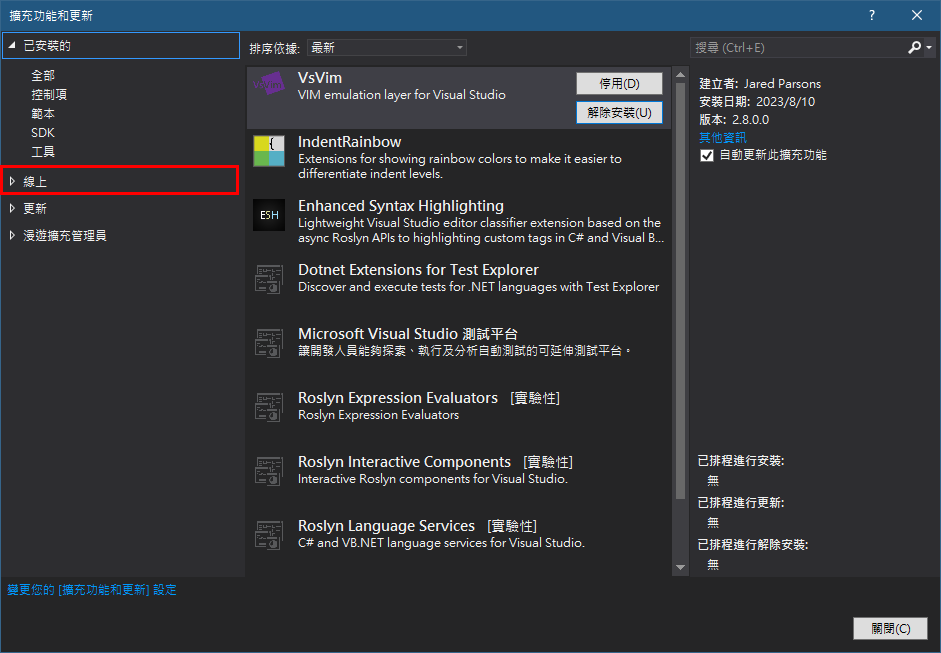 擴充功能和更新
?
已安裝的
全部
控制項
範本
SDK
工具
線上
更新
漫遊擴充管理員
變更您的 [擴充功能和更新] 設定
排序依據: 最新
VsVim
VsVim
VIM emulation layer for Visual Studio
停用(D)
解除安裝(U)
{
IndentRainbow
Extensions for showing rainbow colors to make it easier to
differentiate indent levels.
ESH
Enhanced Syntax Highlighting
Lightweight Visual Studio editor classifier extension based on the
async Roslyn APIs to highlighting custom tags in C# and Visual B...
Dotnet Extensions for Test Explorer
Discover and execute tests for .NET languages with Test Explorer
Microsoft Visual Studio 測試平台
讓開發人員能夠探索、執行及分析自動測試的可延伸測試平台。
Roslyn Expression Evaluators [實驗性]
Roslyn Expression Evaluators
Roslyn Interactive Components [實驗性]
Interactive Roslyn components for Visual Studio.
Roslyn Language Services [實驗性]
C# and VB.NET language services for Visual Studio.
搜尋 (Ctrl+E)
建立者: Jared Parsons
安裝日期: 2023/8/10
版本: 2.8.0.0
其他資訊
自動更新此擴充功能
已排程進行安裝:
無
已排程進行更新:
無
已排程進行解除安裝:
無
關閉(C)